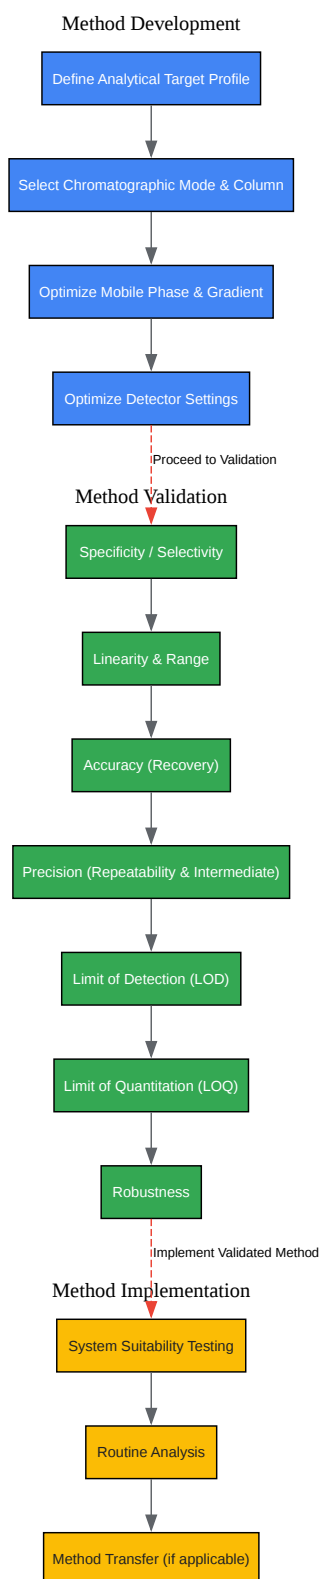 Method Development
Define Analytical Target Profile
Select Chromatographic Mode & Column
Optimize Mobile Phase & Gradient
Optimize Detector Settings
Proceed to Validation
Method Validation
Specificity / Selectivity
Linearity & Range
Accuracy (Recovery)
Precision (Repeatability & Intermediate)
Limit of Detection (LOD)
Limit of Quantitation (LOQ)
Robustness
Implement Validated Method
Method Implementation
System Suitability Testing
Routine Analysis
Method Transfer (if applicable)